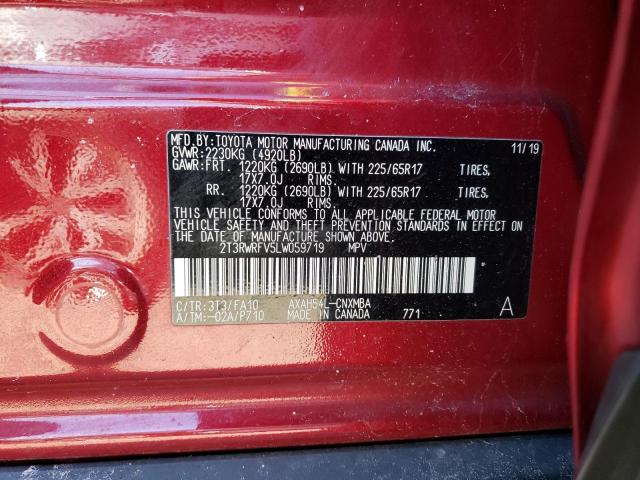 MFD. BY: TOYOTA MOTOR MANUFACTURING CANADA INC. 11/19
GVWR: 2230KG (4920LB)
GAWR: FRT. 1220KG (2690LB) WITH 225/65R17 TIRES,
17X7.0J RIMS.
RR. 1220KG (2690LB) WITH 225/65R17 TIRES,
17X7.0J RIMS.
THIS VEHICLE CONFORMS TO ALL APPLICABLE FEDERAL MOTOR
VEHICLE SAFETY AND THEFT PREVENTION STANDARDS IN EFFECT ON
THE DATE OF MANUFACTURE SHOWN ABOVE.
2T3RWRFV5LW059719 MPV
C/TR: 3T3/FA10 AXAH54L-CNXMBA
A/TM: -02A/P710 MADE IN CANADA 771 A